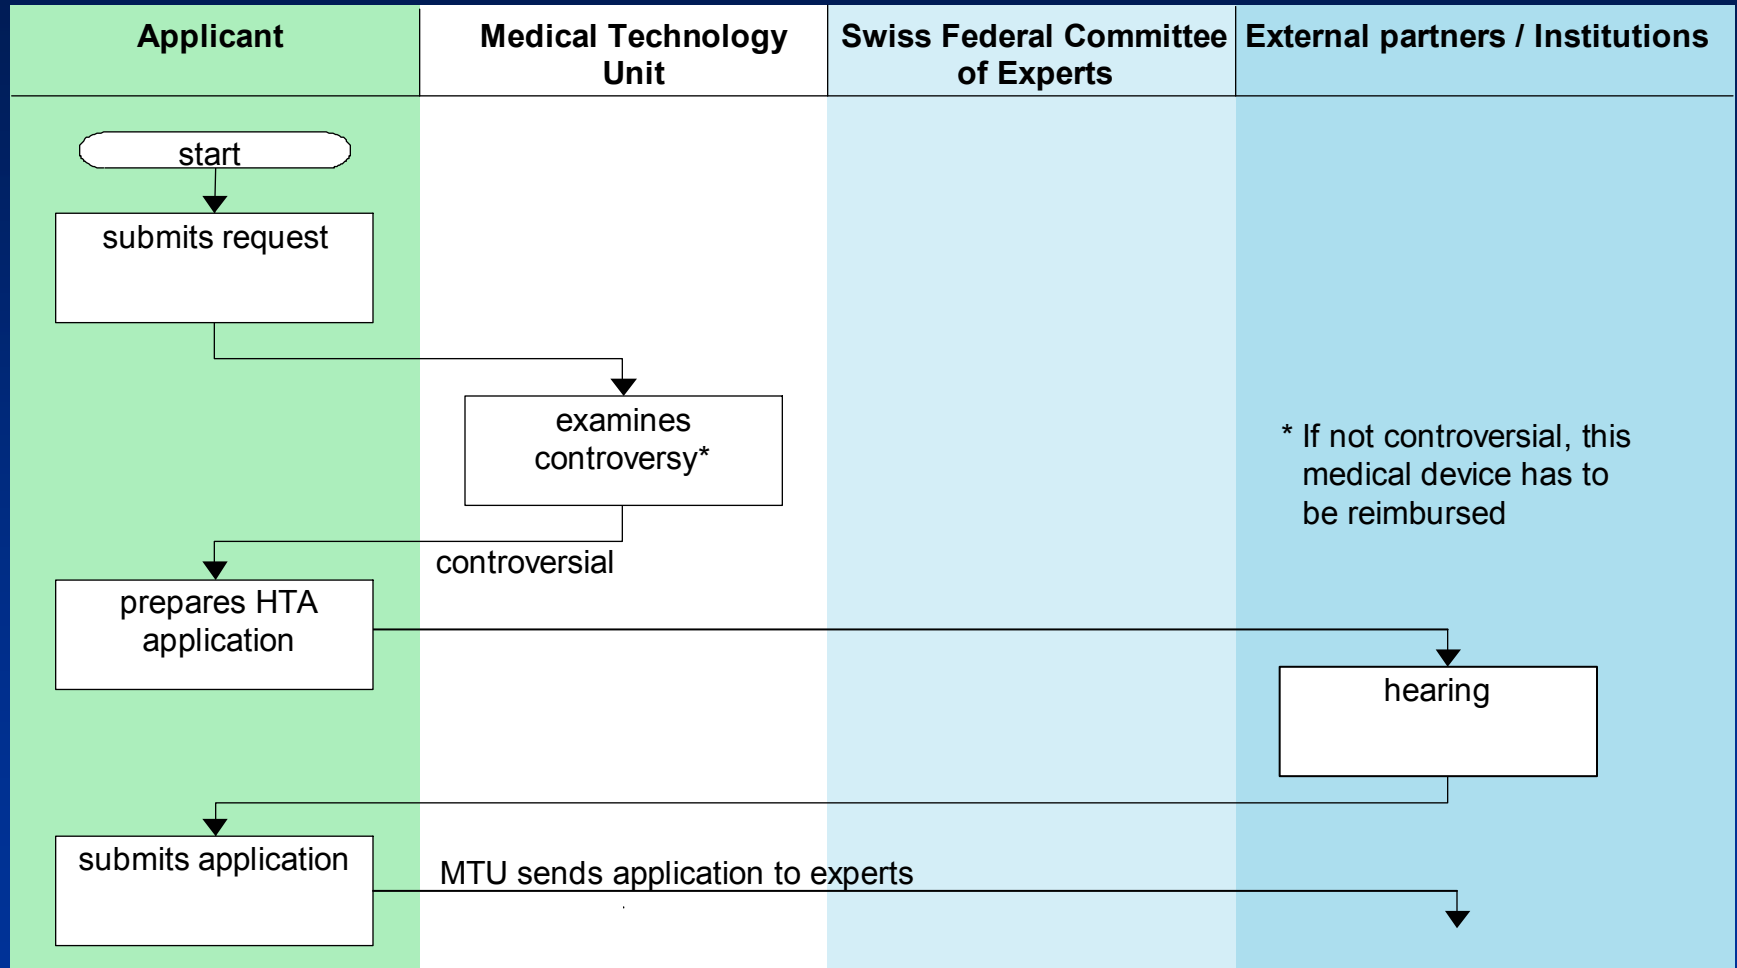 Applicant
Medical Technology
Unit
Swiss Federal Committee
of Experts
External partners / Institutions
start
submits request
examines
controversy*
* If not controversial, this
medical device has to
be reimbursed
controversial
prepares HTA
application
hearing
submits application
MTU sends application to experts